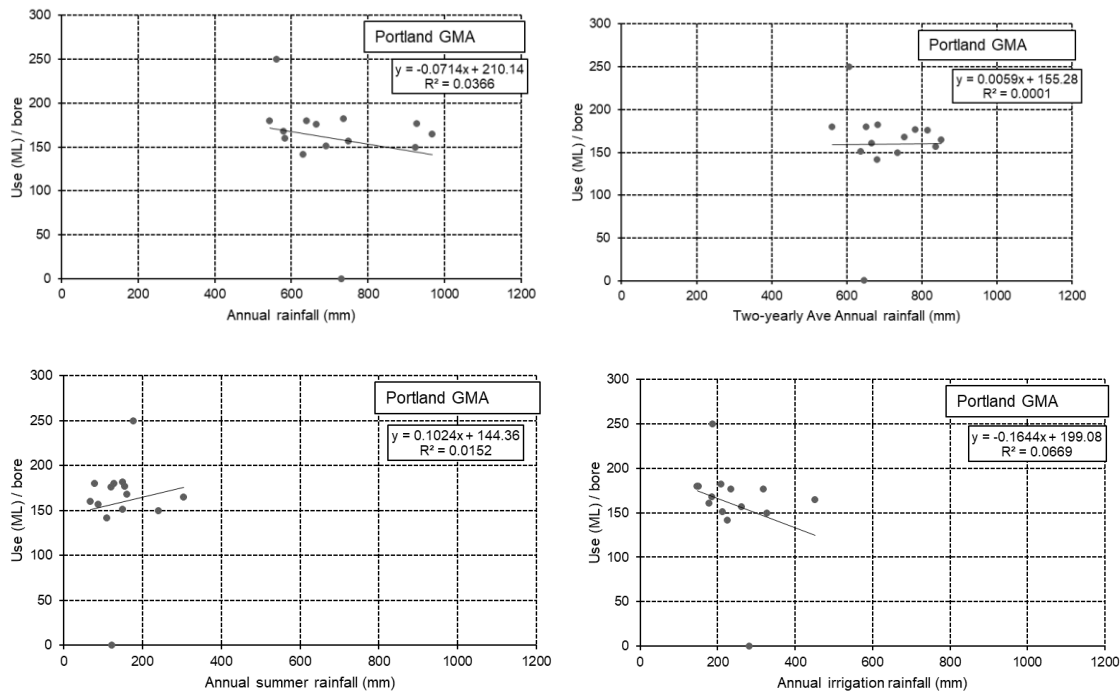 300
250
200
150
100
50
0
Use (ML) / bore
Portland GMA
y = -0.0714x + 210.14
R² = 0.0366
0 200 400 600 800 1000 1200
Annual rainfall (mm)
300
250
200
150
100
50
0
Use (ML) / bore
Portland GMA
y = 0.0059x + 155.28
R² = 0.0001
0 200 400 600 800 1000 1200
Two-yearly Ave Annual rainfall (mm)
300
250
200
150
100
50
0
Use (ML) / bore
Portland GMA
y = 0.1024x + 144.36
R² = 0.0152
0 200 400 600 800 1000 1200
Annual summer rainfall (mm)
300
250
200
150
100
50
0
Use (ML) / bore
Portland GMA
y = -0.1644x + 199.08
R² = 0.0669
0 200 400 600 800 1000 1200
Annual irrigation rainfall (mm)